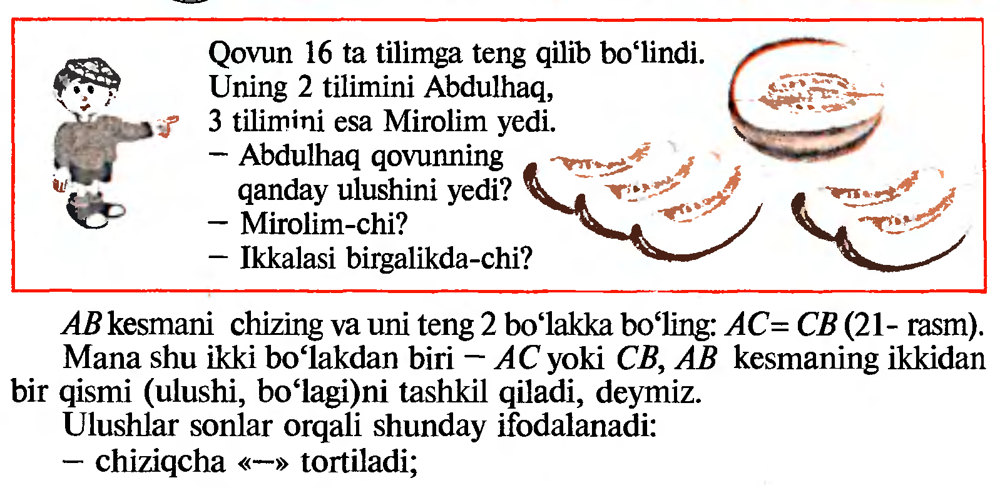 Qovun 16 ta tilimga teng qilib bo‘lindi.
Uning 2 tilimini Abdulhaq,
3 tilimini esa Mirolim yedi.
— Abdulhaq qovunning
qanday ulushini yedi?
— Mirolim-chi?
— Ikkalasi birgalikda-chi?
AB kesmani chizing va uni teng 2 bo‘lakka bo‘ling: AC= CB (21- rasm).
Mana shu ikki bo‘lakdan biri — AC yoki CB, AB kesmaning ikkidan
bir qismi (ulushi, bo‘lagi)ni tashkil qiladi, deymiz.
Ulushlar sonlar orqali shunday ifodalanadi:
— chiziqcha «—» tortiladi;